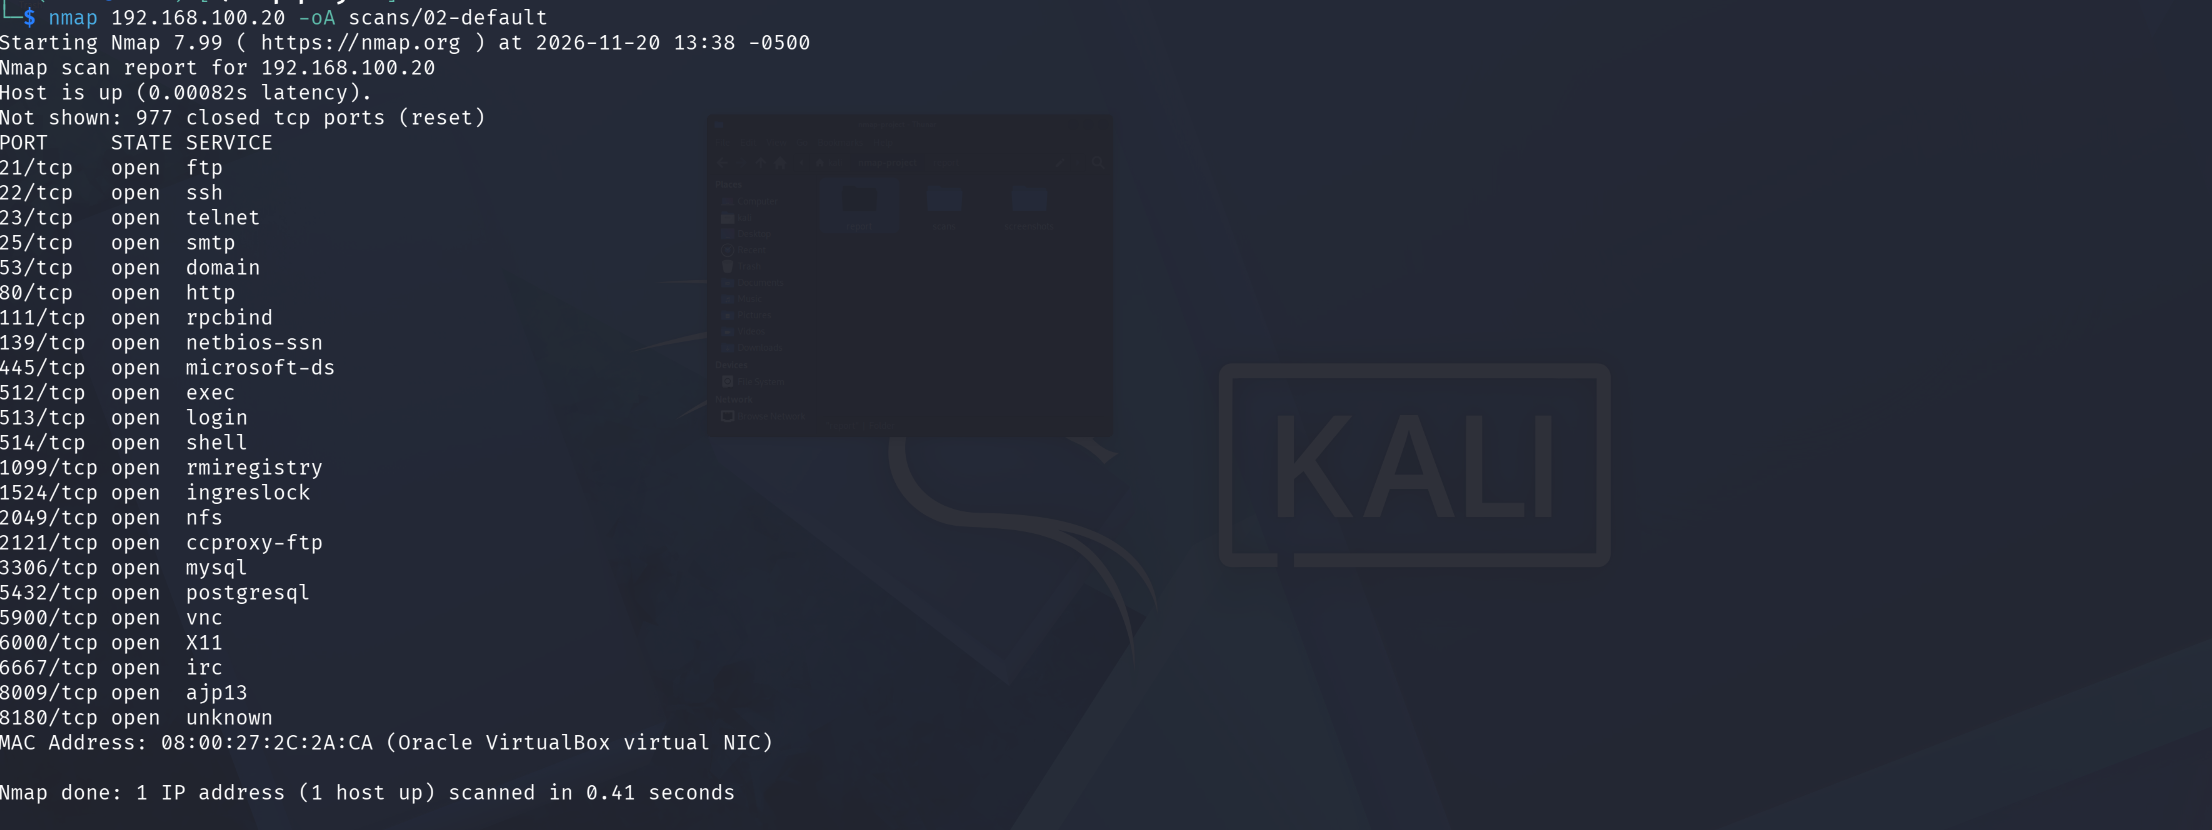 └─$ nmap 192.168.100.20 -oA scans/02-default
Starting Nmap 7.99 ( https://nmap.org ) at 2026-11-20 13:38 -0500
Nmap scan report for 192.168.100.20
Host is up (0.00082s latency).
Not shown: 977 closed tcp ports (reset)
PORT     STATE SERVICE
21/tcp   open  ftp
22/tcp   open  ssh
23/tcp   open  telnet
25/tcp   open  smtp
53/tcp   open  domain
80/tcp   open  http
111/tcp  open  rpcbind
139/tcp  open  netbios-ssn
445/tcp  open  microsoft-ds
512/tcp  open  exec
513/tcp  open  login
514/tcp  open  shell
1099/tcp open  rmiregistry
1524/tcp open  ingreslock
2049/tcp open  nfs
2121/tcp open  ccproxy-ftp
3306/tcp open  mysql
5432/tcp open  postgresql
5900/tcp open  vnc
6000/tcp open  X11
6667/tcp open  irc
8009/tcp open  ajp13
8180/tcp open  unknown
MAC Address: 08:00:27:2C:2A:CA (Oracle VirtualBox virtual NIC)
Nmap done: 1 IP address (1 host up) scanned in 0.41 seconds
KALI